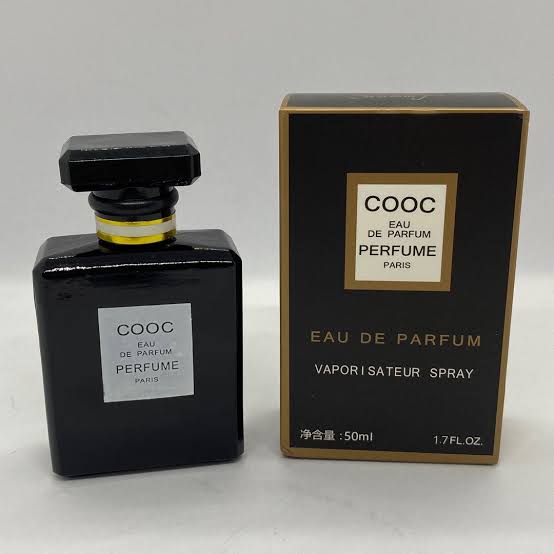 COOC
EAU
DE PARFUM
PERFUME
PARIS
COOC
EAU
DE PARFUM
PERFUME
PARIS
EAU DE PARFUM
VAPORISATEUR SPRAY
净含量:50ml
1.7FL.OZ.